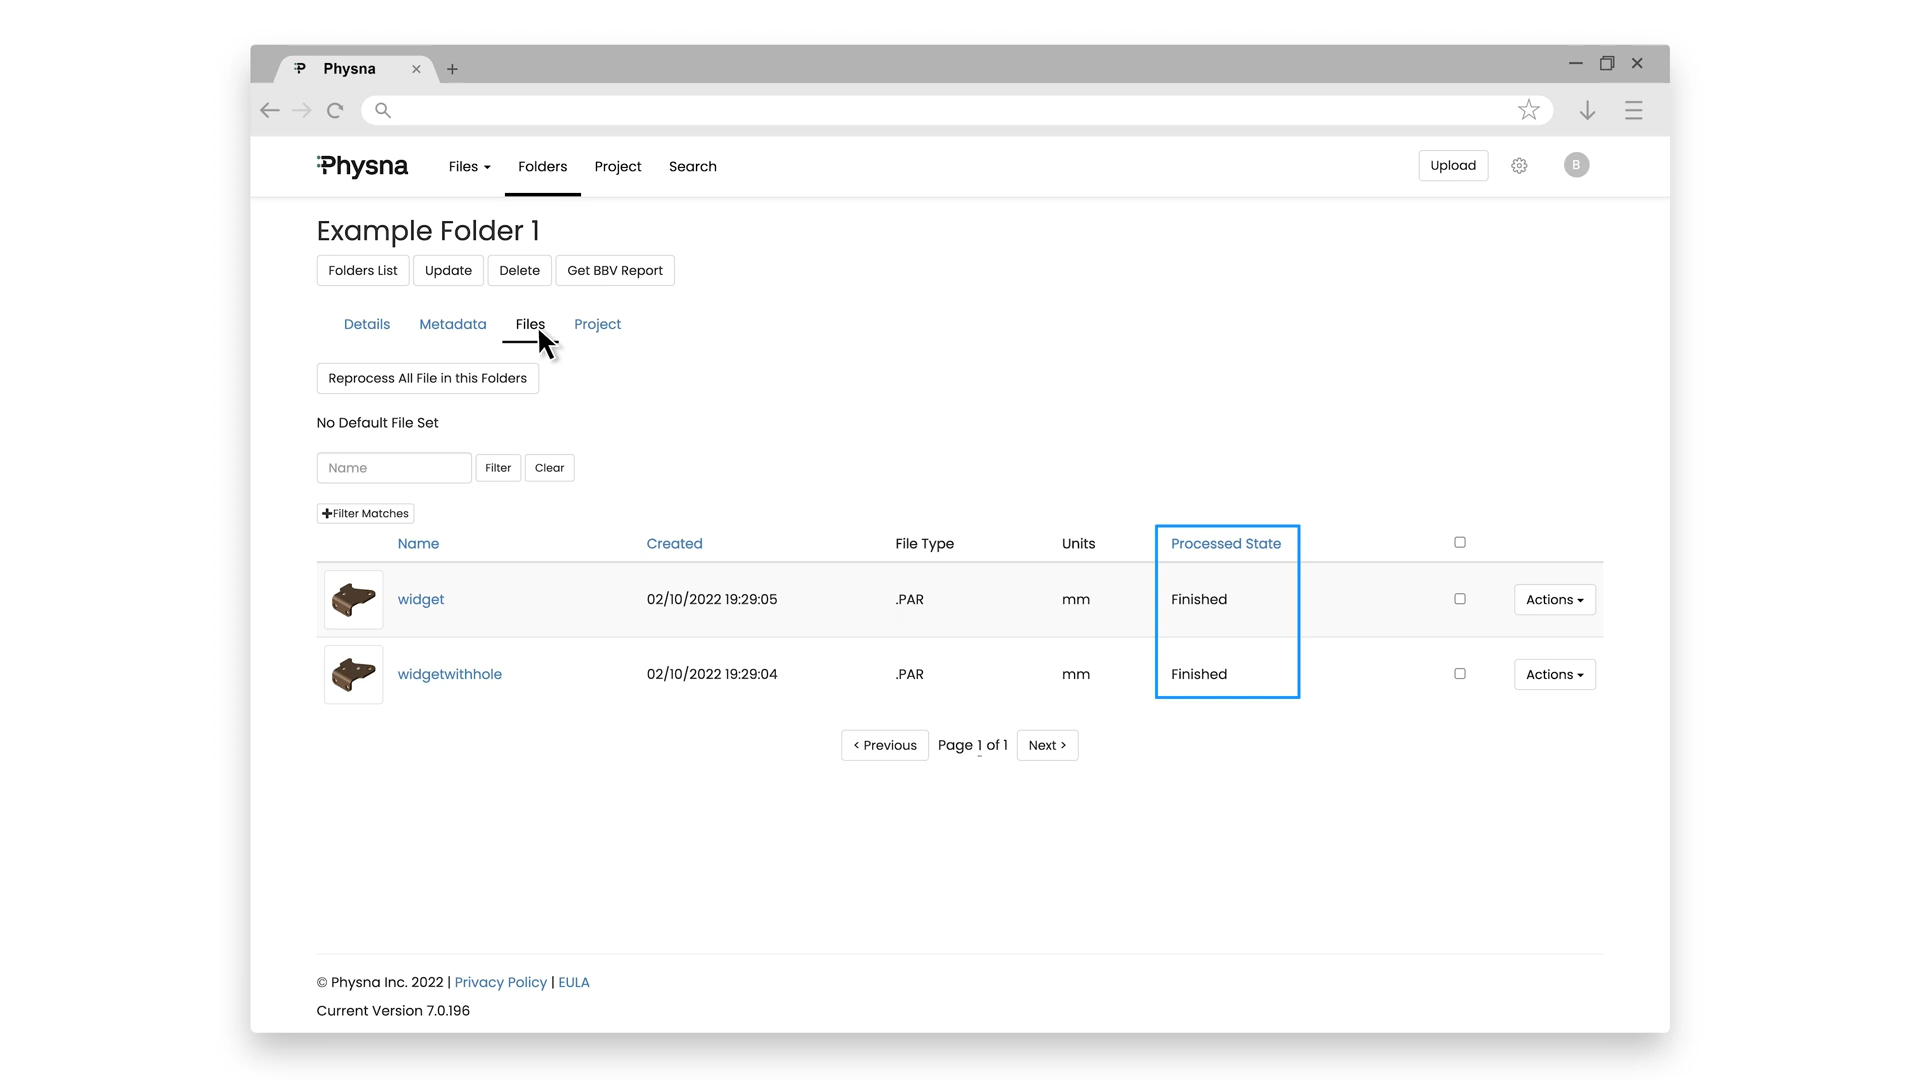 Physna
Physna Files Folders Project Search Upload B
Example Folder 1
Folders List Update Delete Get BBV Report
Details Metadata Files Project
Reprocess All File in this Folders
No Default File Set
Name Filter Clear
+Filter Matches
Name Created File Type Units Processed State
widget 02/10/2022 19:29:05 .PAR mm Finished Actions
widgetwithhole 02/10/2022 19:29:04 .PAR mm Finished Actions
< Previous Page 1 of 1 Next >
© Physna Inc. 2022 | Privacy Policy | EULA
Current Version 7.0.196